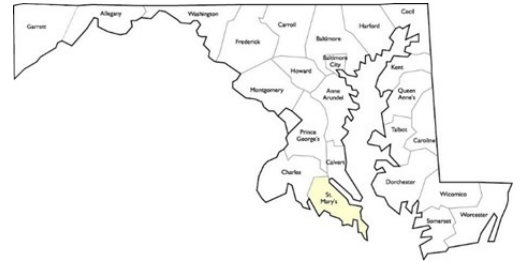 Garrett
Allegany
Washington
Frederick
Carroll
Baltimore
Harford
Cecil
Baltimore
City
Howard
Montgomery
Anne
Arundel
Kent
Queen
Anne's
Prince
George's
Talbot
Caroline
Calvert
Charles
St.
Mary's
Dorchester
Wicomico
Somerset
Worcester